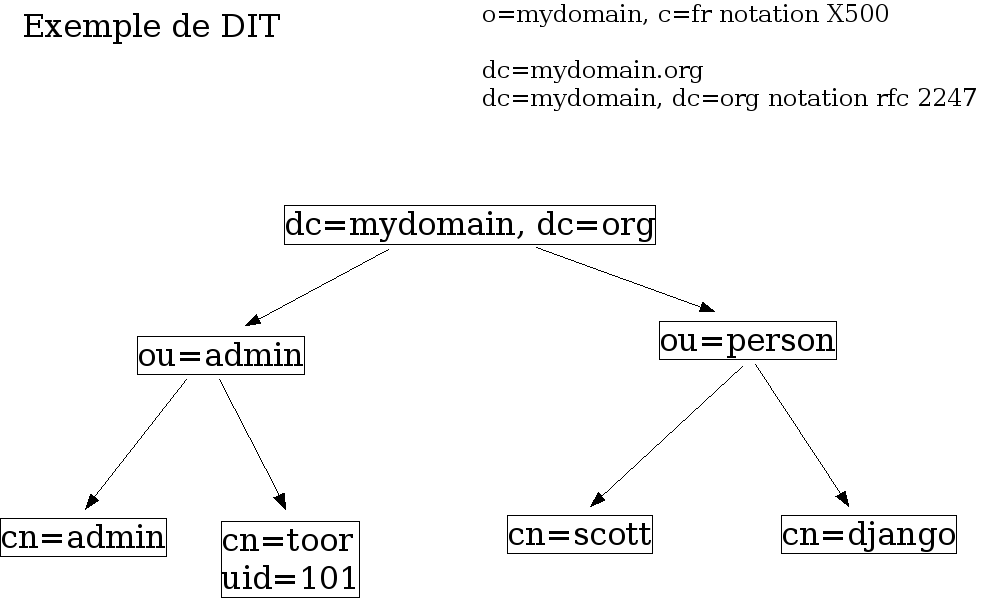 Exemple de DIT
o=mydomain, c=fr notation X500
dc=mydomain.org
dc=mydomain, dc=org notation rfc 2247
dc=mydomain, dc=org
ou=admin
ou=person
cn=admin
cn=toor
uid=101
cn=scott
cn=django